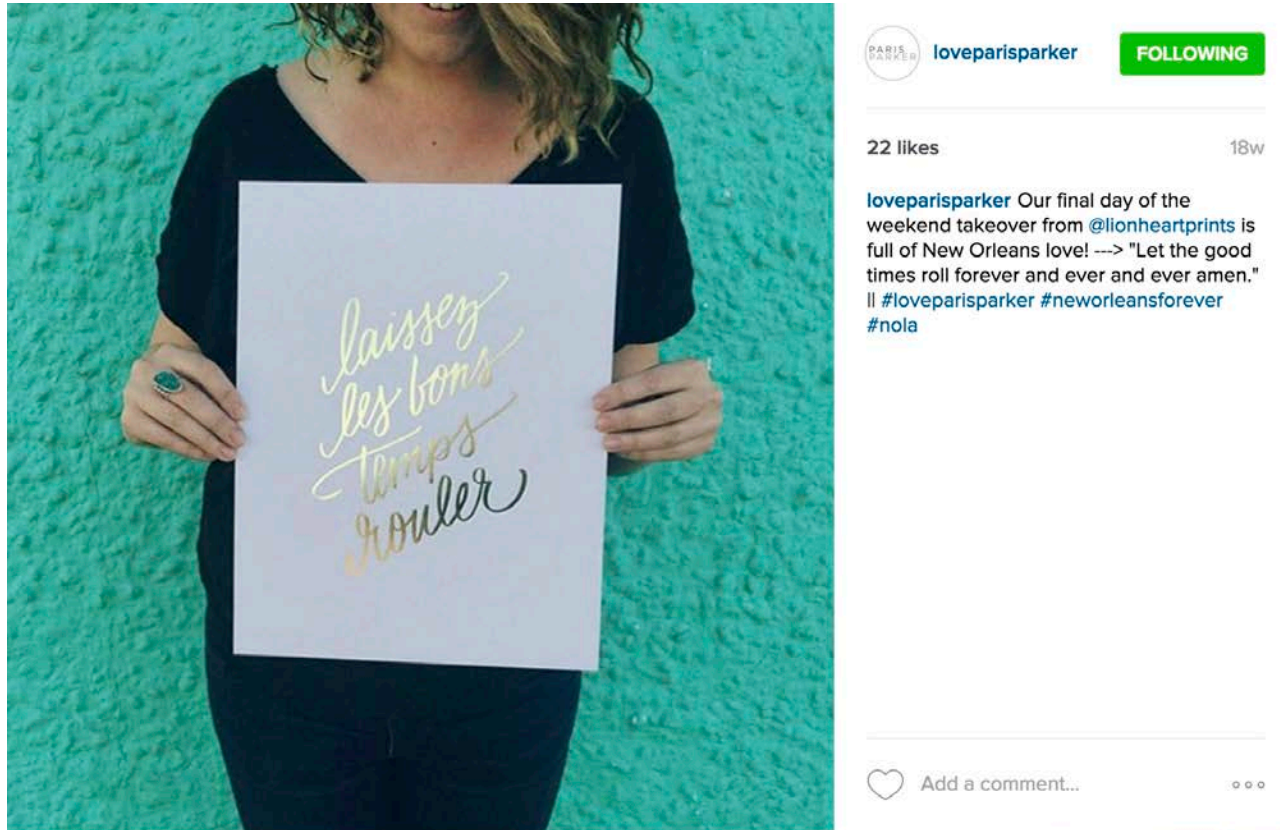 laissez
les bons
temps
rouler
PARIS
PARKER
loveparisparker
FOLLOWING
22 likes
18w
loveparisparker Our final day of the
weekend takeover from @lionheartprints is
full of New Orleans love! ---> "Let the good
times roll forever and ever and ever amen."
|| #loveparisparker #neworleansforever
#nola
Add a comment...